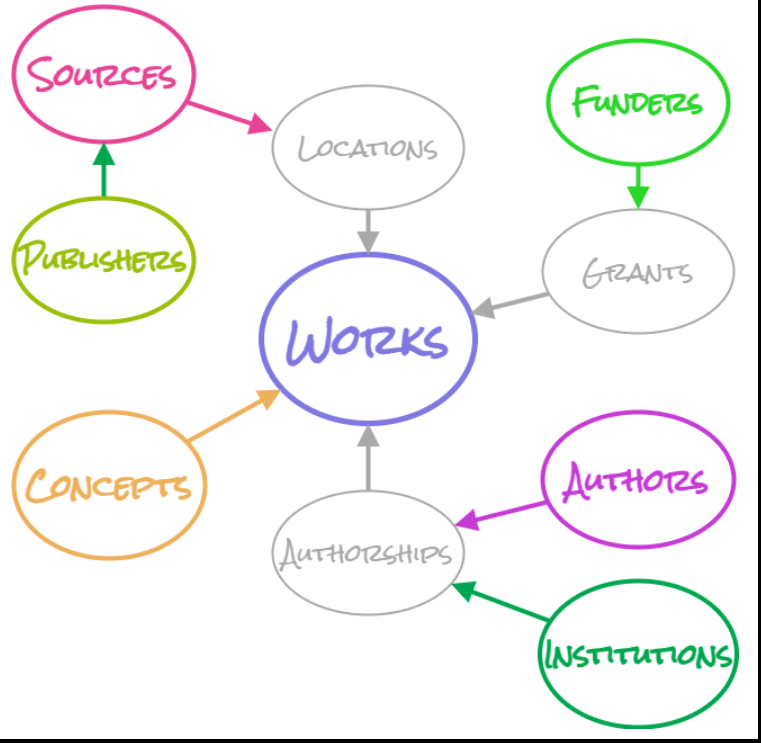 Sources
Funders
Locations
Publishers
Grants
Works
Concepts
Authors
Authorships
Institutions